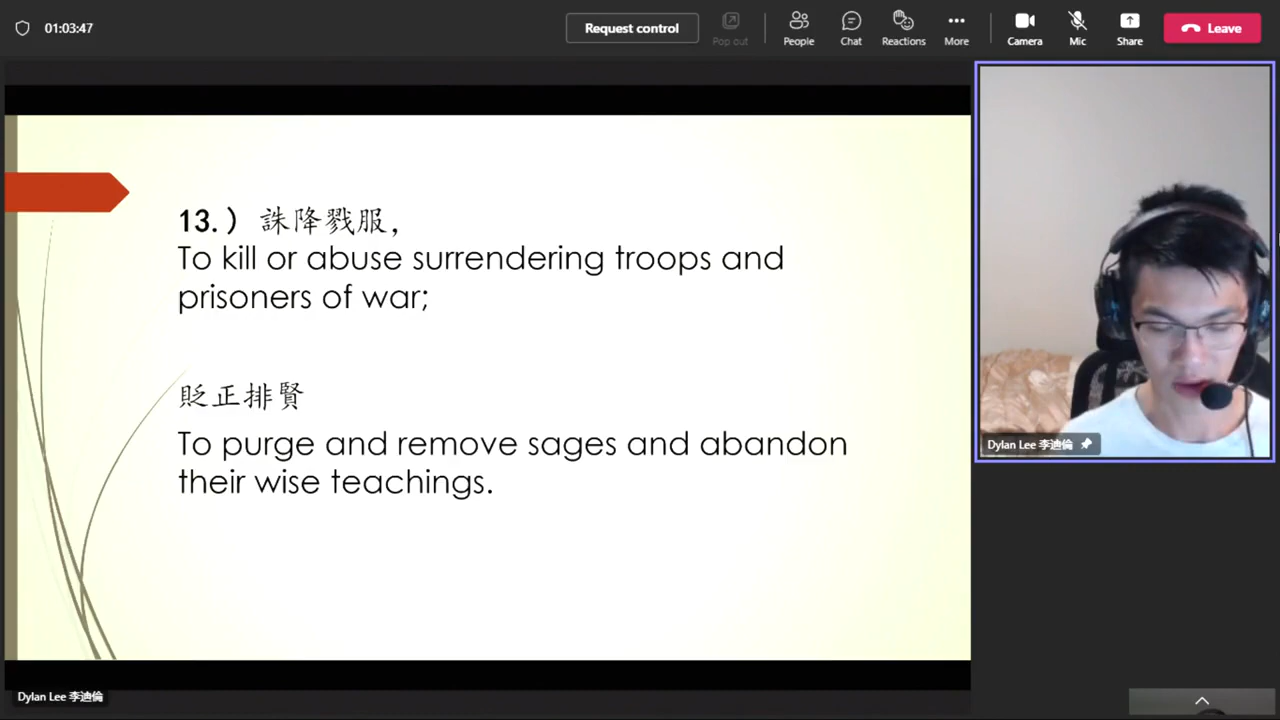 01:03:47
Request control
Pop out
People
Chat
Reactions
More
Camera
Mic
Share
Leave
13.) 誅降戮服,
To kill or abuse surrendering troops and
prisoners of war;
貶正排賢
To purge and remove sages and abandon
their wise teachings.
Dylan Lee 李迪倫
Dylan Lee 李迪倫